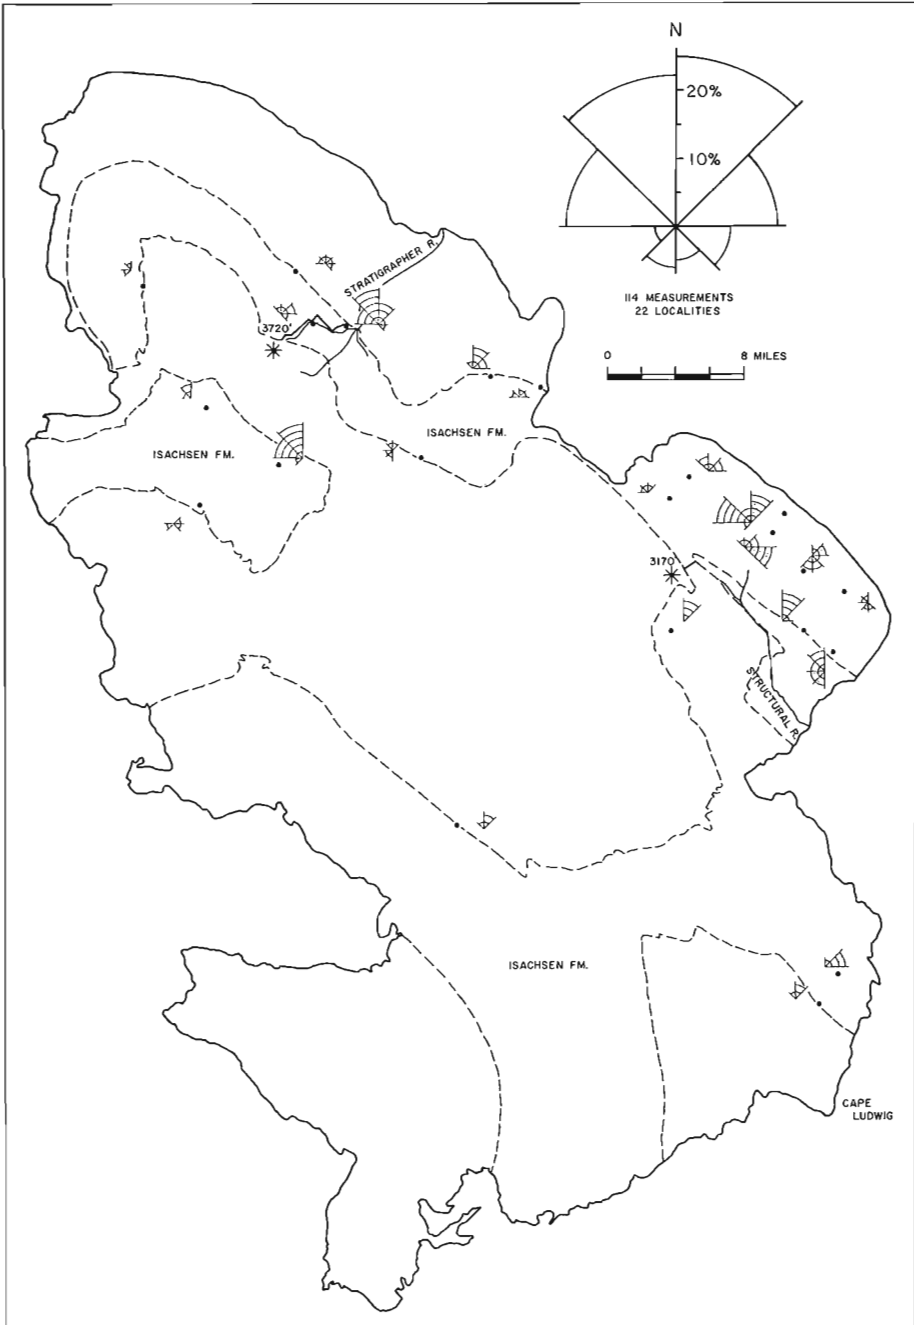 N
20%
10%
114 MEASUREMENTS
22 LOCALITIES
0 8 MILES
STRATIGRAPHER R.
3720'
ISACHSEN FM.
ISACHSEN FM.
3170
STRUCTURAL R.
ISACHSEN FM.
CAPE
LUDWIG